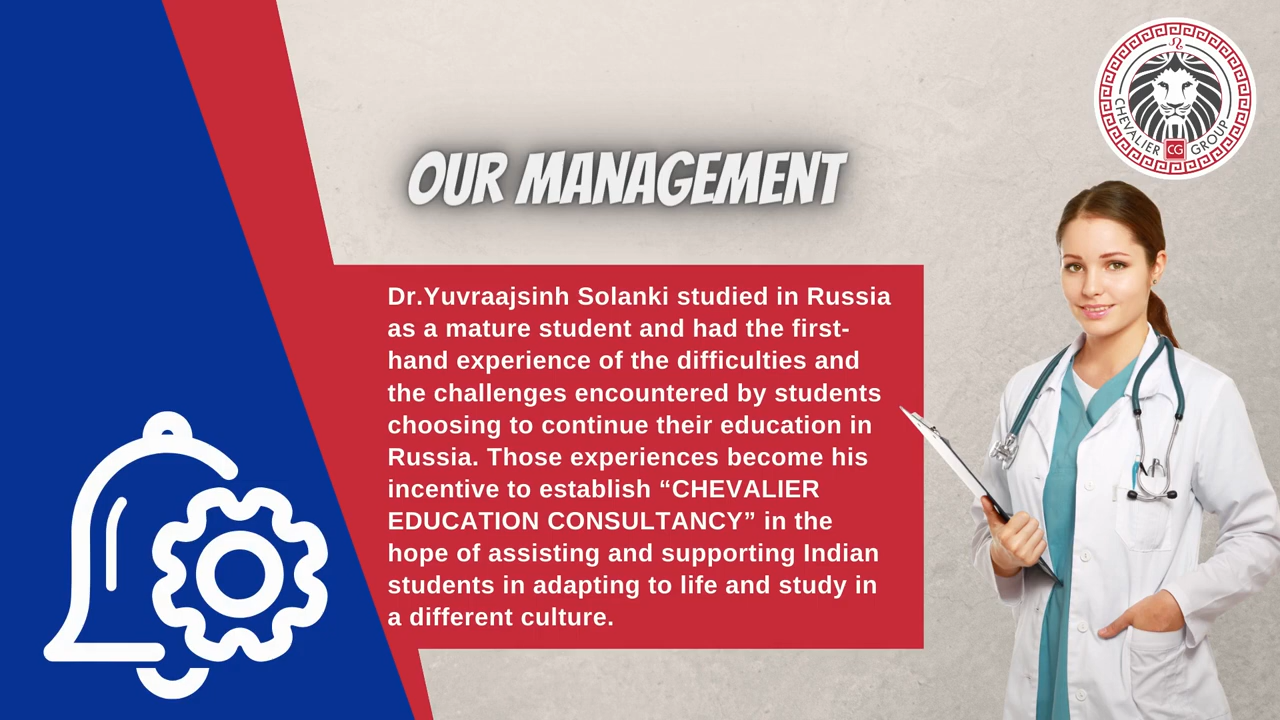 OUR MANAGEMENT
CHEVALIER GROUP
CG
Dr.Yuvraajsinh Solanki studied in Russia
as a mature student and had the first-
hand experience of the difficulties and
the challenges encountered by students
choosing to continue their education in
Russia. Those experiences become his
incentive to establish “CHEVALIER
EDUCATION CONSULTANCY” in the
hope of assisting and supporting Indian
students in adapting to life and study in
a different culture.